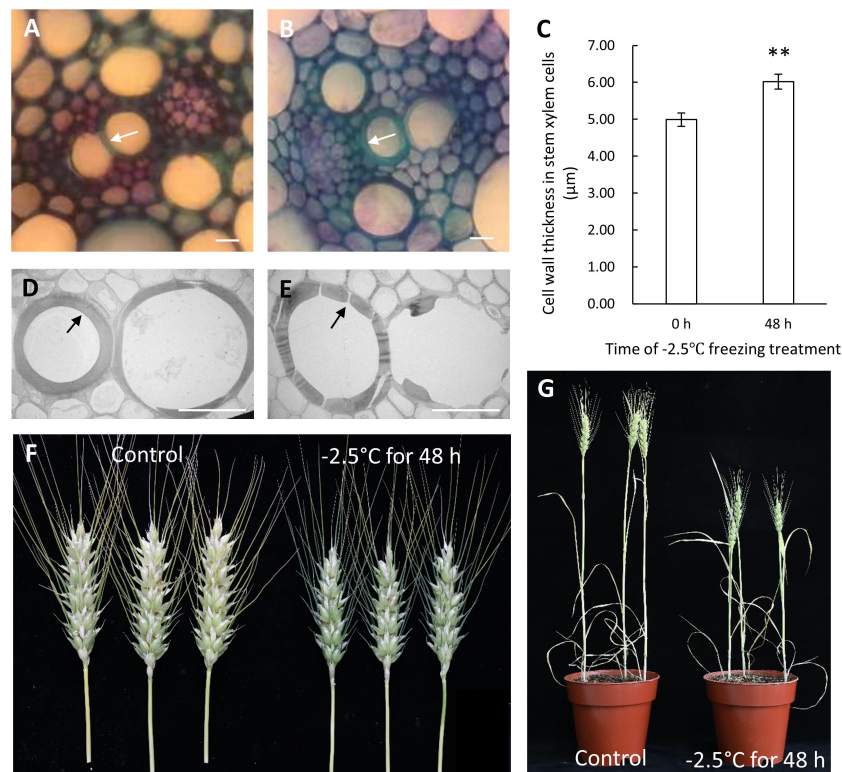 A
B
C
7.00
6.00
5.00
4.00
3.00
2.00
1.00
0.00
**
Cell wall thickness in stem xylem cells
(μm)
0 h
48 h
Time of -2.5℃ freezing treatment
D
E
F
Control
-2.5°C for 48 h
G
Control
-2.5°C for 48 h